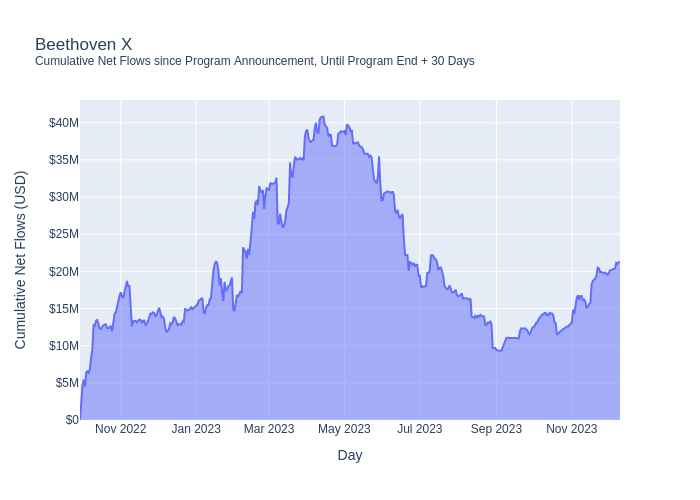 Beethoven X
Cumulative Net Flows since Program Announcement, Until Program End + 30 Days
Cumulative Net Flows (USD)
$40M
$35M
$30M
$25M
$20M
$15M
$10M
$5M
$0
Nov 2022 Jan 2023 Mar 2023 May 2023 Jul 2023 Sep 2023 Nov 2023
Day